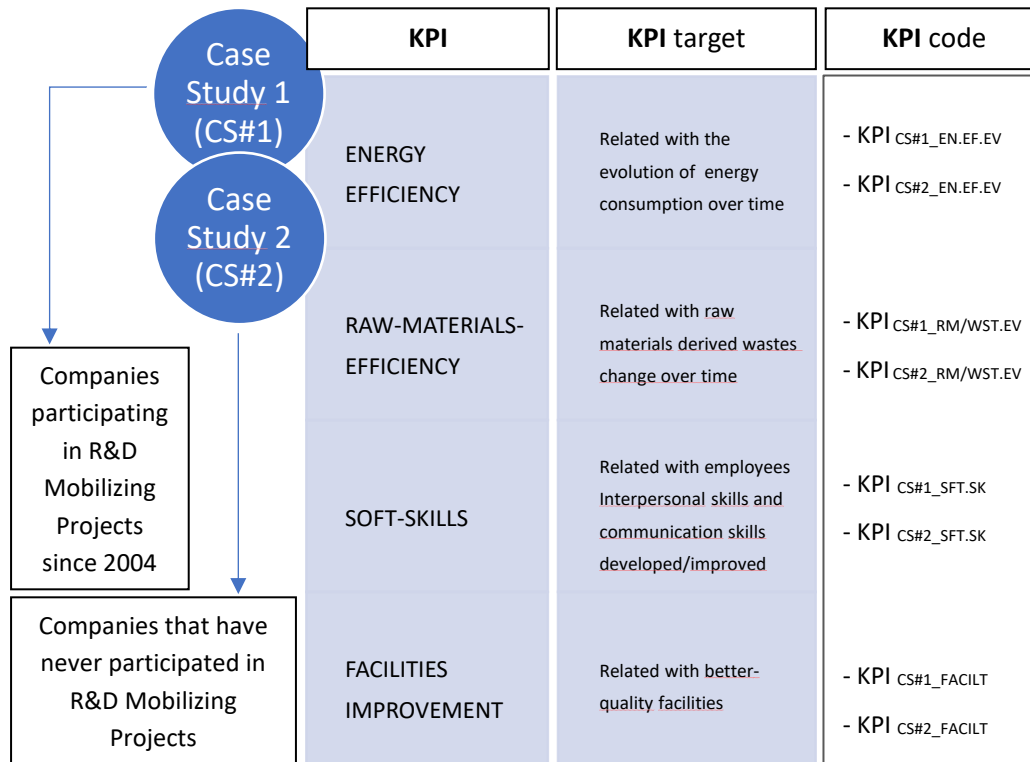 Case
Study 1
(CS#1)
Case
Study 2
(CS#2)
Companies
participating
in R&D
Mobilizing
Projects
since 2004
Companies that have
never participated in
R&D Mobilizing
Projects
KPI
KPI target
KPI code
ENERGY
EFFICIENCY
Related with the
evolution of energy
consumption over time
- KPI CS#1_EN.EF.EV
- KPI CS#2_EN.EF.EV
RAW-MATERIALS-
EFFICIENCY
Related with raw
materials derived wastes
change over time
- KPI CS#1_RM/WST.EV
- KPI CS#2_RM/WST.EV
SOFT-SKILLS
Related with employees
Interpersonal skills and
communication skills
developed/improved
- KPI CS#1_SFT.SK
- KPI CS#2_SFT.SK
FACILITIES
IMPROVEMENT
Related with better-
quality facilities
- KPI CS#1_FACILT
- KPI CS#2_FACILT